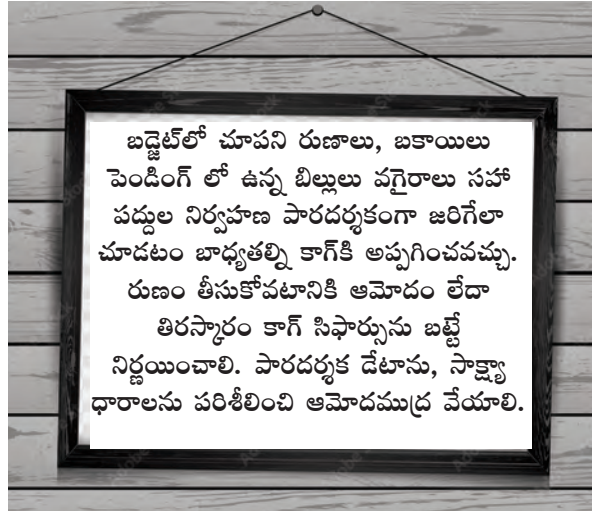 బడ్జెట్‌లో చూపని రుణాలు, బకాయిలు
పెండింగ్ లో ఉన్న బిల్లులు వగైరాలు సహా
పద్దుల నిర్వహణ పారదర్శకంగా జరిగేలా
చూడటం బాధ్యతల్ని కాగ్‌కి అప్పగించవచ్చు.
రుణం తీసుకోవటానికి ఆమోదం లేదా
తిరస్కారం కాగ్ సిఫార్సును బట్టే
నిర్ణయించాలి. పారదర్శక డేటాను, సాక్ష్యా
ధారాలను పరిశీలించి ఆమోదముద్ర వేయాలి.